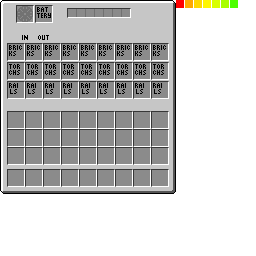 BAT
TERY
IN OUT
BRIC BRIC BRIC BRIC BRIC BRIC BRIC BRIC BRIC
KS KS KS KS KS KS KS KS KS
TOR TOR TOR TOR TOR TOR TOR TOR TOR
CHS CHS CHS CHS CHS CHS CHS CHS CHS
RAI RAI RAI RAI RAI RAI RAI RAI RAI
LS LS LS LS LS LS LS LS LS